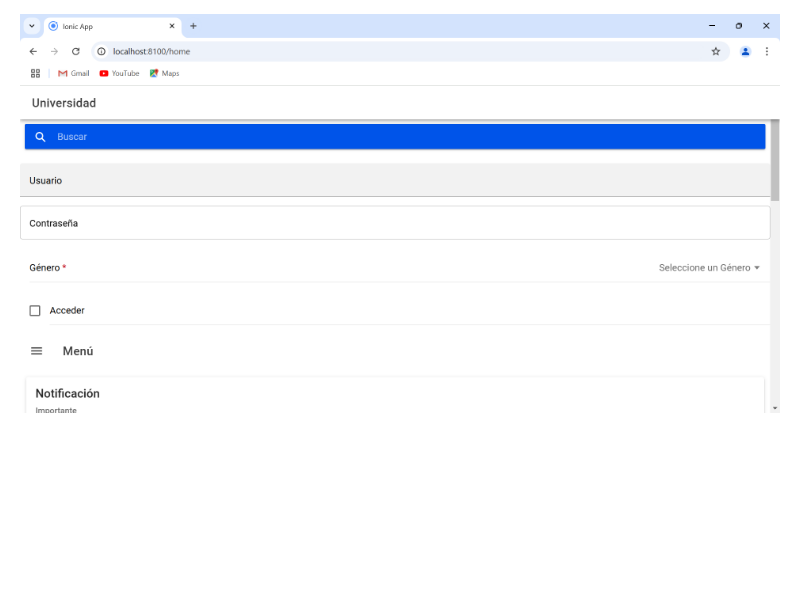 Ionic App
localhost:8100/home
Gmail YouTube Maps
Universidad
Buscar
Usuario
Contraseña
Género * Seleccione un Género
Acceder
Menú
Notificación
Importante